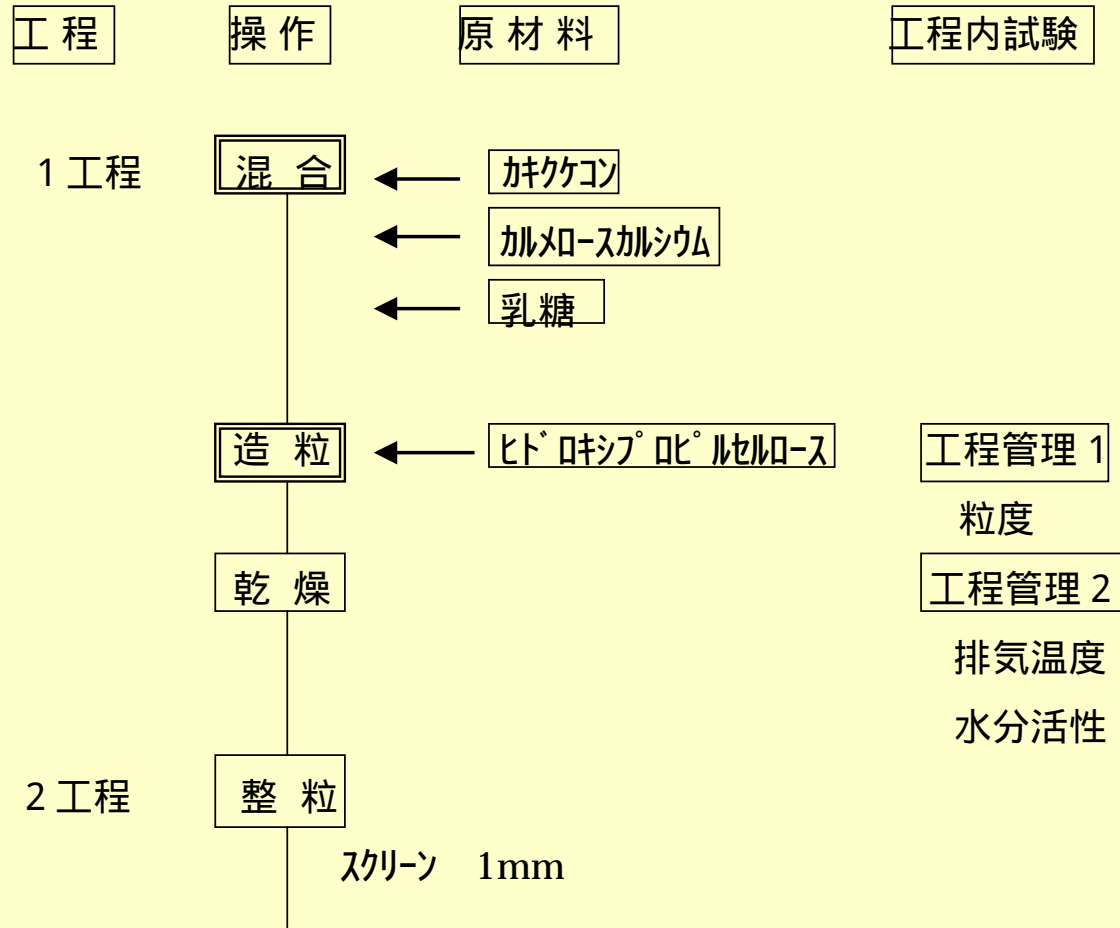 工 程 操 作 原 材 料 工程内試験
1 工程 混 合 カキクケコン
カルメロースカルシウム
乳糖
造 粒 ヒドロキシプロピルセルロース 工程管理 1
粒度
乾 燥 工程管理 2
排気温度
水分活性
2 工程 整 粒
スクリーン 1mm